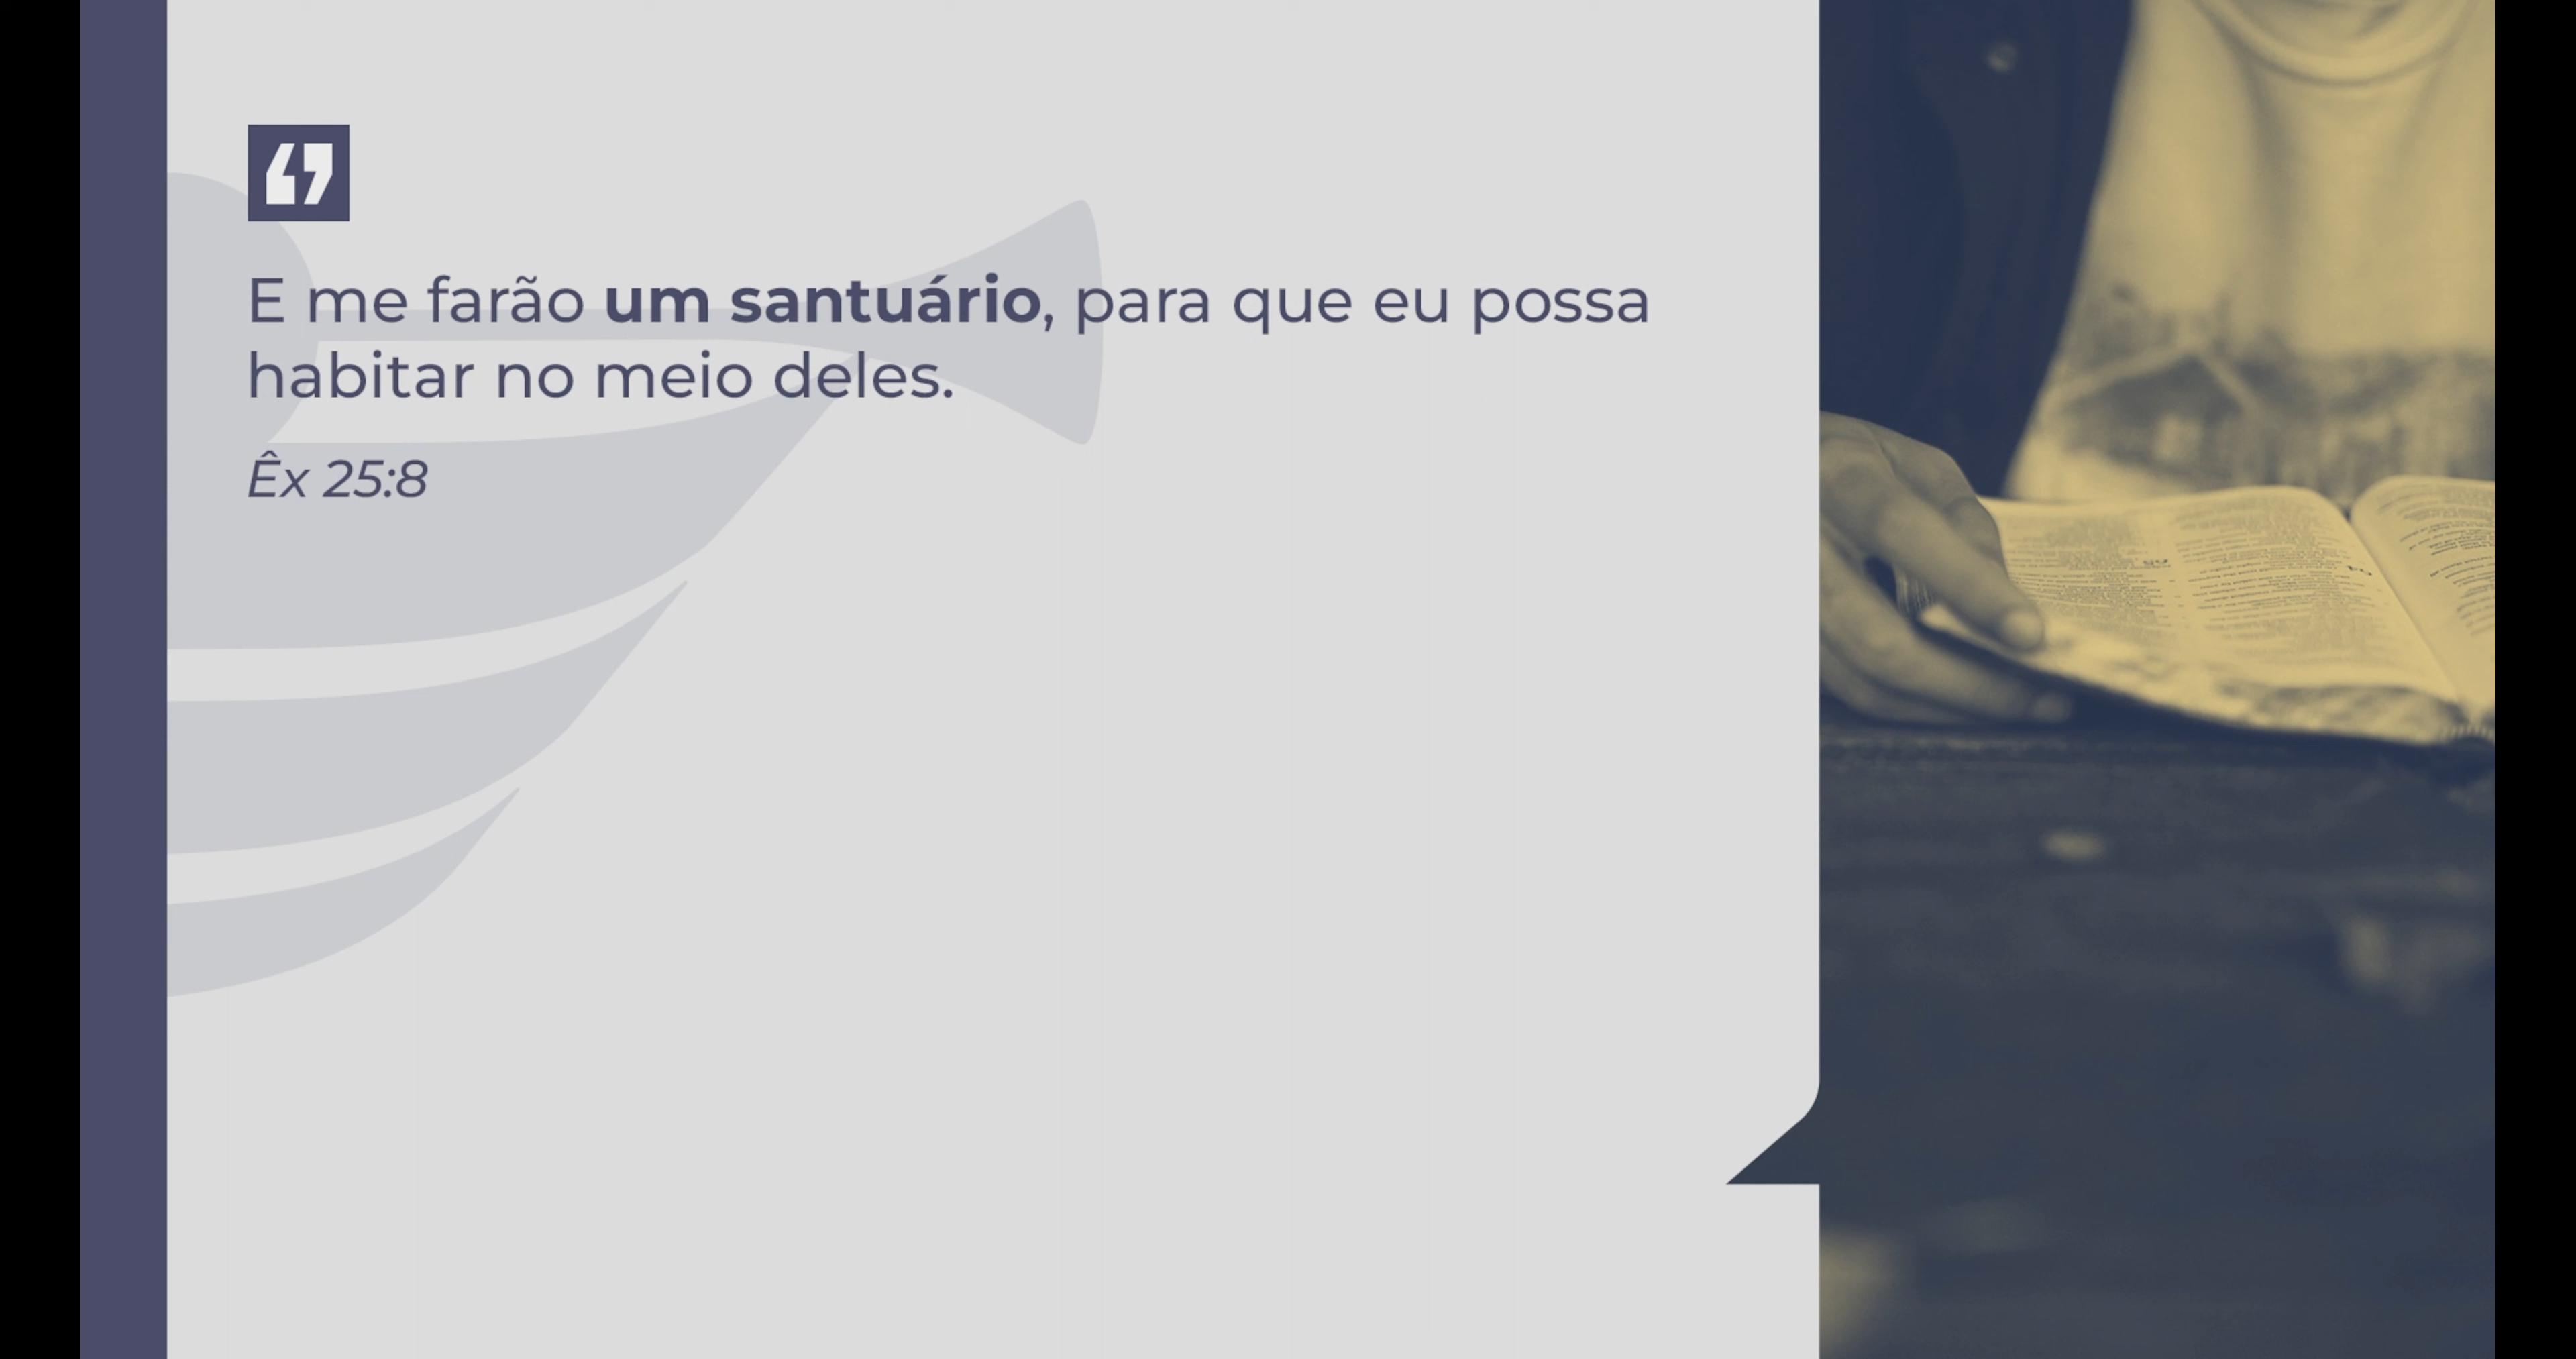 E me farão um santuário, para que eu possa
habitar no meio deles.
Êx 25:8